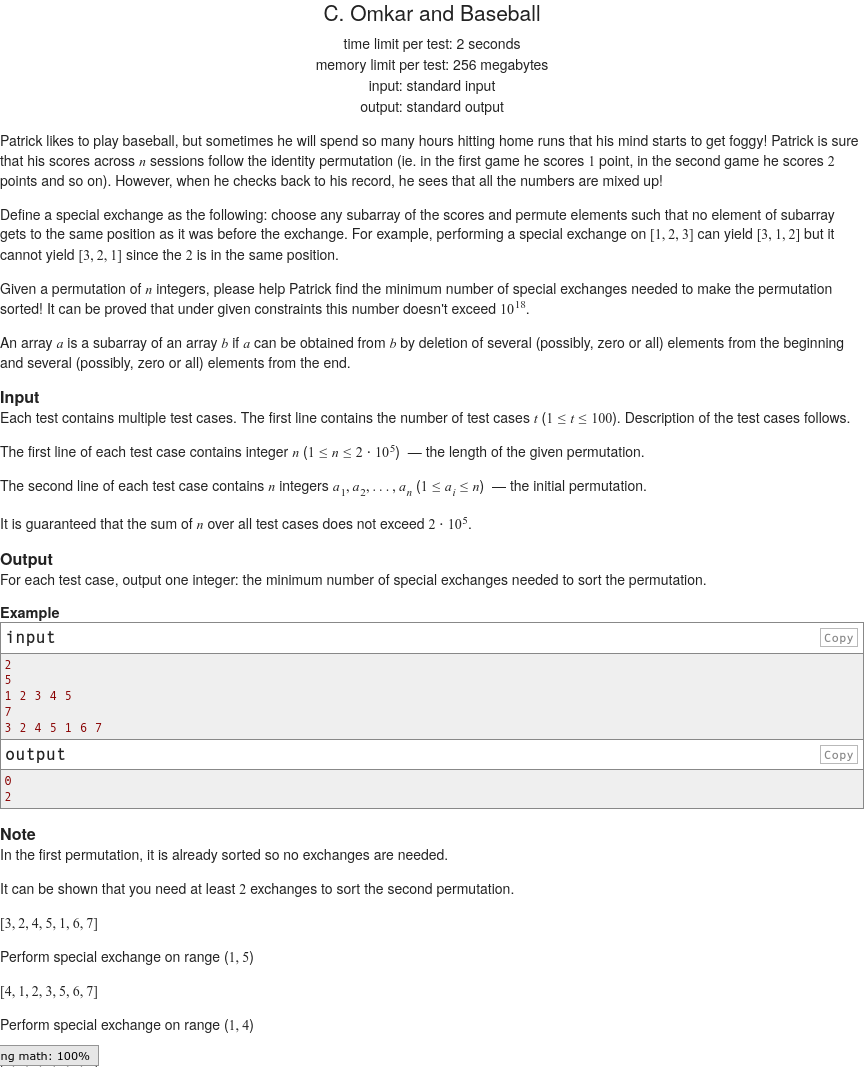 C. Omkar and Baseball
time limit per test: 2 seconds
memory limit per test: 256 megabytes
input: standard input
output: standard output
Patrick likes to play baseball, but sometimes he will spend so many hours hitting home runs that his mind starts to get foggy! Patrick is sure
that his scores across n sessions follow the identity permutation (ie. in the first game he scores 1 point, in the second game he scores 2
points and so on). However, when he checks back to his record, he sees that all the numbers are mixed up!
Define a special exchange as the following: choose any subarray of the scores and permute elements such that no element of subarray
gets to the same position as it was before the exchange. For example, performing a special exchange on [1, 2, 3] can yield [3, 1, 2] but it
cannot yield [3, 2, 1] since the 2 is in the same position.
Given a permutation of n integers, please help Patrick find the minimum number of special exchanges needed to make the permutation
sorted! It can be proved that under given constraints this number doesn't exceed 10^18.
An array a is a subarray of an array b if a can be obtained from b by deletion of several (possibly, zero or all) elements from the beginning
and several (possibly, zero or all) elements from the end.
Input
Each test contains multiple test cases. The first line contains the number of test cases t (1 ≤ t ≤ 100). Description of the test cases follows.
The first line of each test case contains integer n (1 ≤ n ≤ 2 · 10^5) — the length of the given permutation.
The second line of each test case contains n integers a_1, a_2, . . . , a_n (1 ≤ a_i ≤ n) — the initial permutation.
It is guaranteed that the sum of n over all test cases does not exceed 2 · 10^5.
Output
For each test case, output one integer: the minimum number of special exchanges needed to sort the permutation.
Example
input Copy
2
5
1 2 3 4 5
7
3 2 4 5 1 6 7
output Copy
0
2
Note
In the first permutation, it is already sorted so no exchanges are needed.
It can be shown that you need at least 2 exchanges to sort the second permutation.
[3, 2, 4, 5, 1, 6, 7]
Perform special exchange on range (1, 5)
[4, 1, 2, 3, 5, 6, 7]
Perform special exchange on range (1, 4)
ng math: 100%